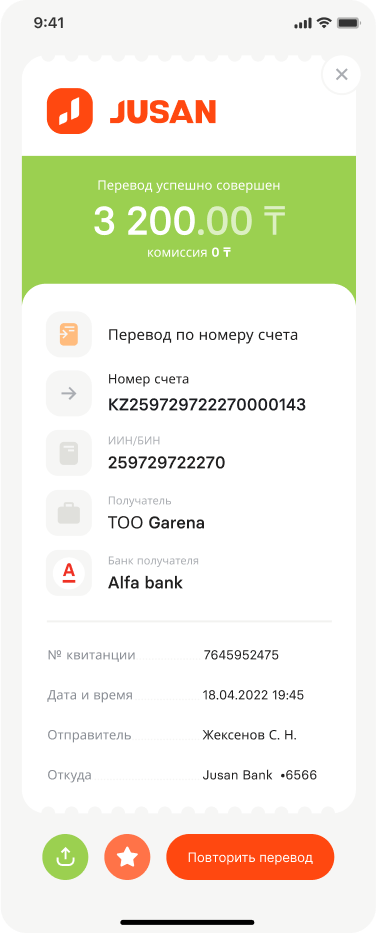 9:41
JUSAN
Перевод успешно совершен
3 200.00 ₸
комиссия 0 ₸
Перевод по номеру счета
Номер счета
KZ259729722270000143
ИИН/БИН
259729722270
Получатель
ТОО Garena
Банк получателя
A
Alfa bank
№ квитанции 7645952475
Дата и время 18.04.2022 19:45
Отправитель Жексенов С. Н.
Откуда Jusan Bank •6566
Повторить перевод